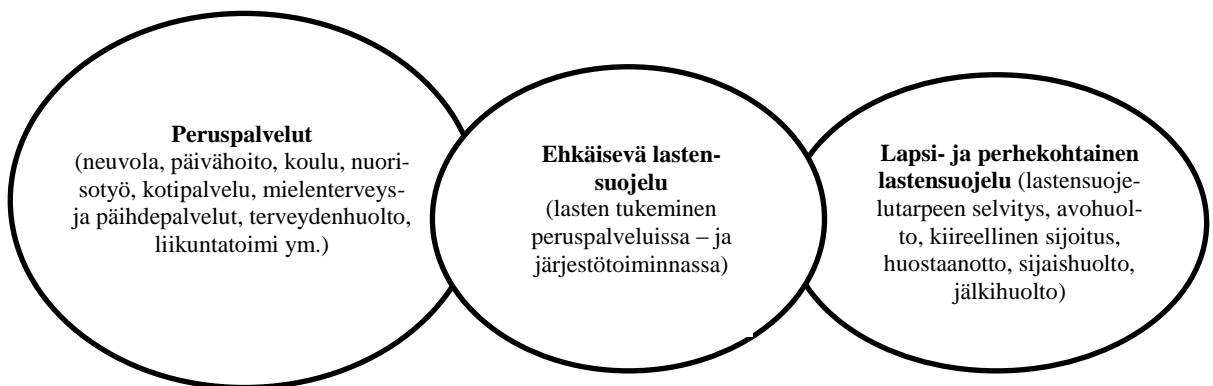 Peruspalvelut
(neuvola, päivähoito, koulu, nuori-
sotyö, kotipalvelu, mielenterveys-
ja päihdepalvelut, terveydenhuolto,
liikuntatoimi ym.)
Ehkäisevä lasten-
suojelu
(lasten tukeminen
peruspalveluissa – ja
järjestötoiminnassa)
Lapsi- ja perhekohtainen
lastensuojelu (lastensuoje-
lutarpeen selvitys, avohuol-
to, kiireellinen sijoitus,
huostaanotto, sijaishuolto,
jälkihuolto)